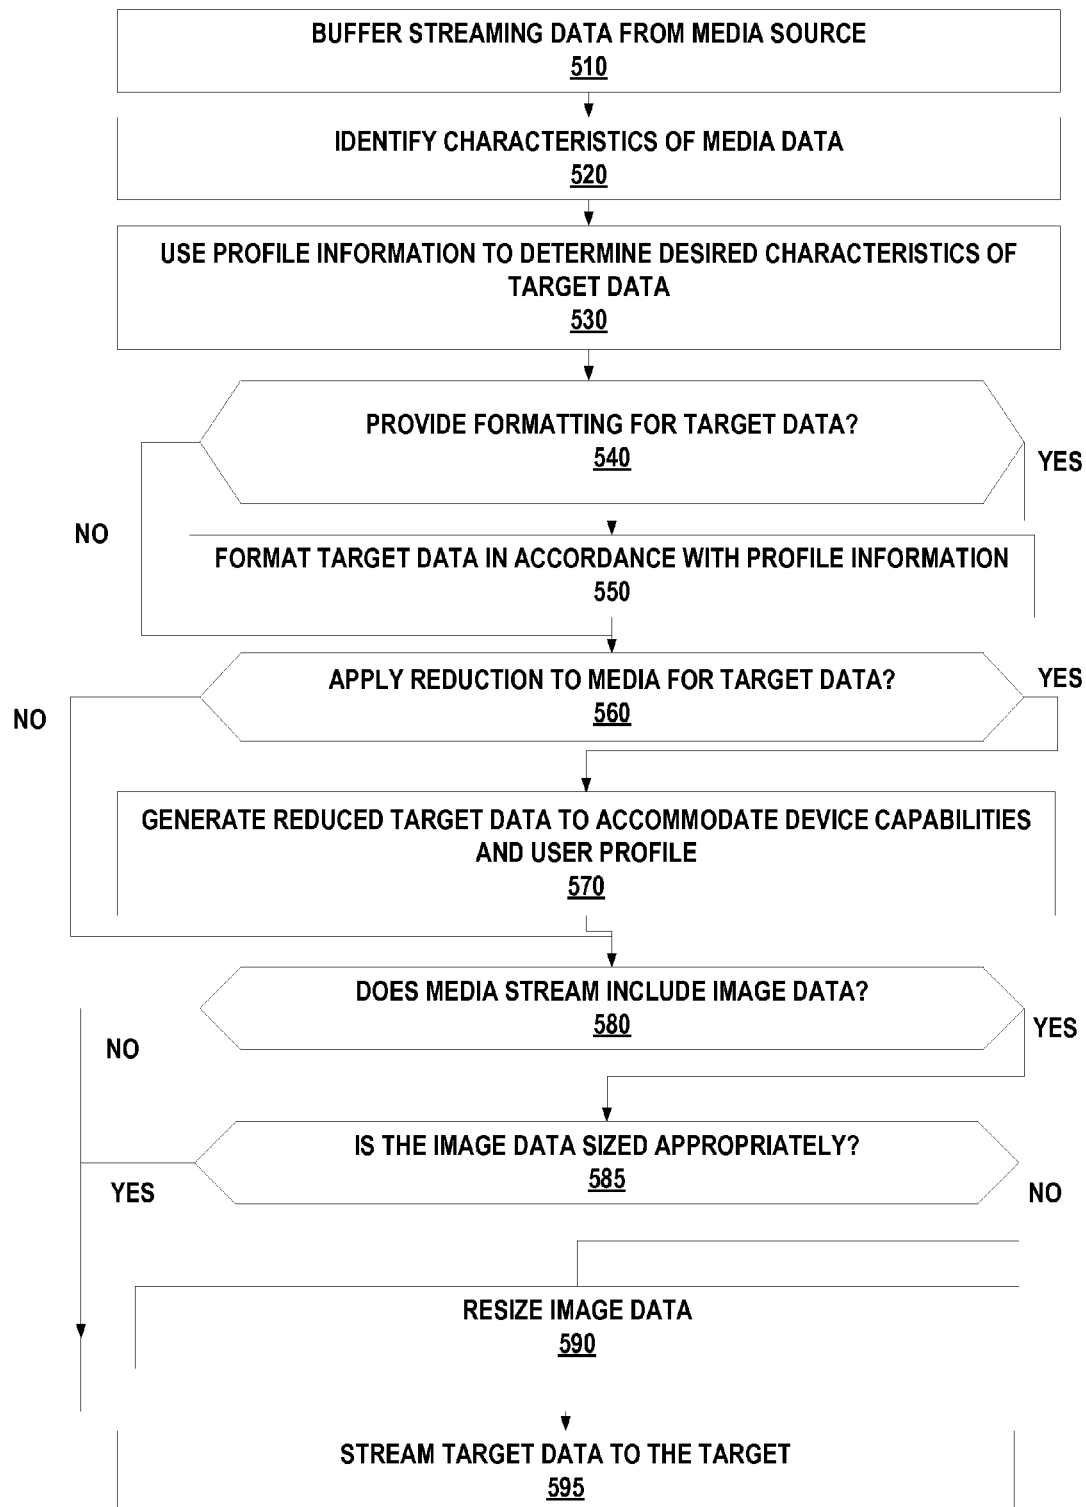 BUFFER STREAMING DATA FROM MEDIA SOURCE
510
IDENTIFY CHARACTERISTICS OF MEDIA DATA
520
USE PROFILE INFORMATION TO DETERMINE DESIRED CHARACTERISTICS OF
TARGET DATA
530
PROVIDE FORMATTING FOR TARGET DATA?
540
YES
NO
FORMAT TARGET DATA IN ACCORDANCE WITH PROFILE INFORMATION
550
APPLY REDUCTION TO MEDIA FOR TARGET DATA?
560
YES
NO
GENERATE REDUCED TARGET DATA TO ACCOMMODATE DEVICE CAPABILITIES
AND USER PROFILE
570
DOES MEDIA STREAM INCLUDE IMAGE DATA?
580
YES
NO
IS THE IMAGE DATA SIZED APPROPRIATELY?
585
YES
NO
RESIZE IMAGE DATA
590
STREAM TARGET DATA TO THE TARGET
595